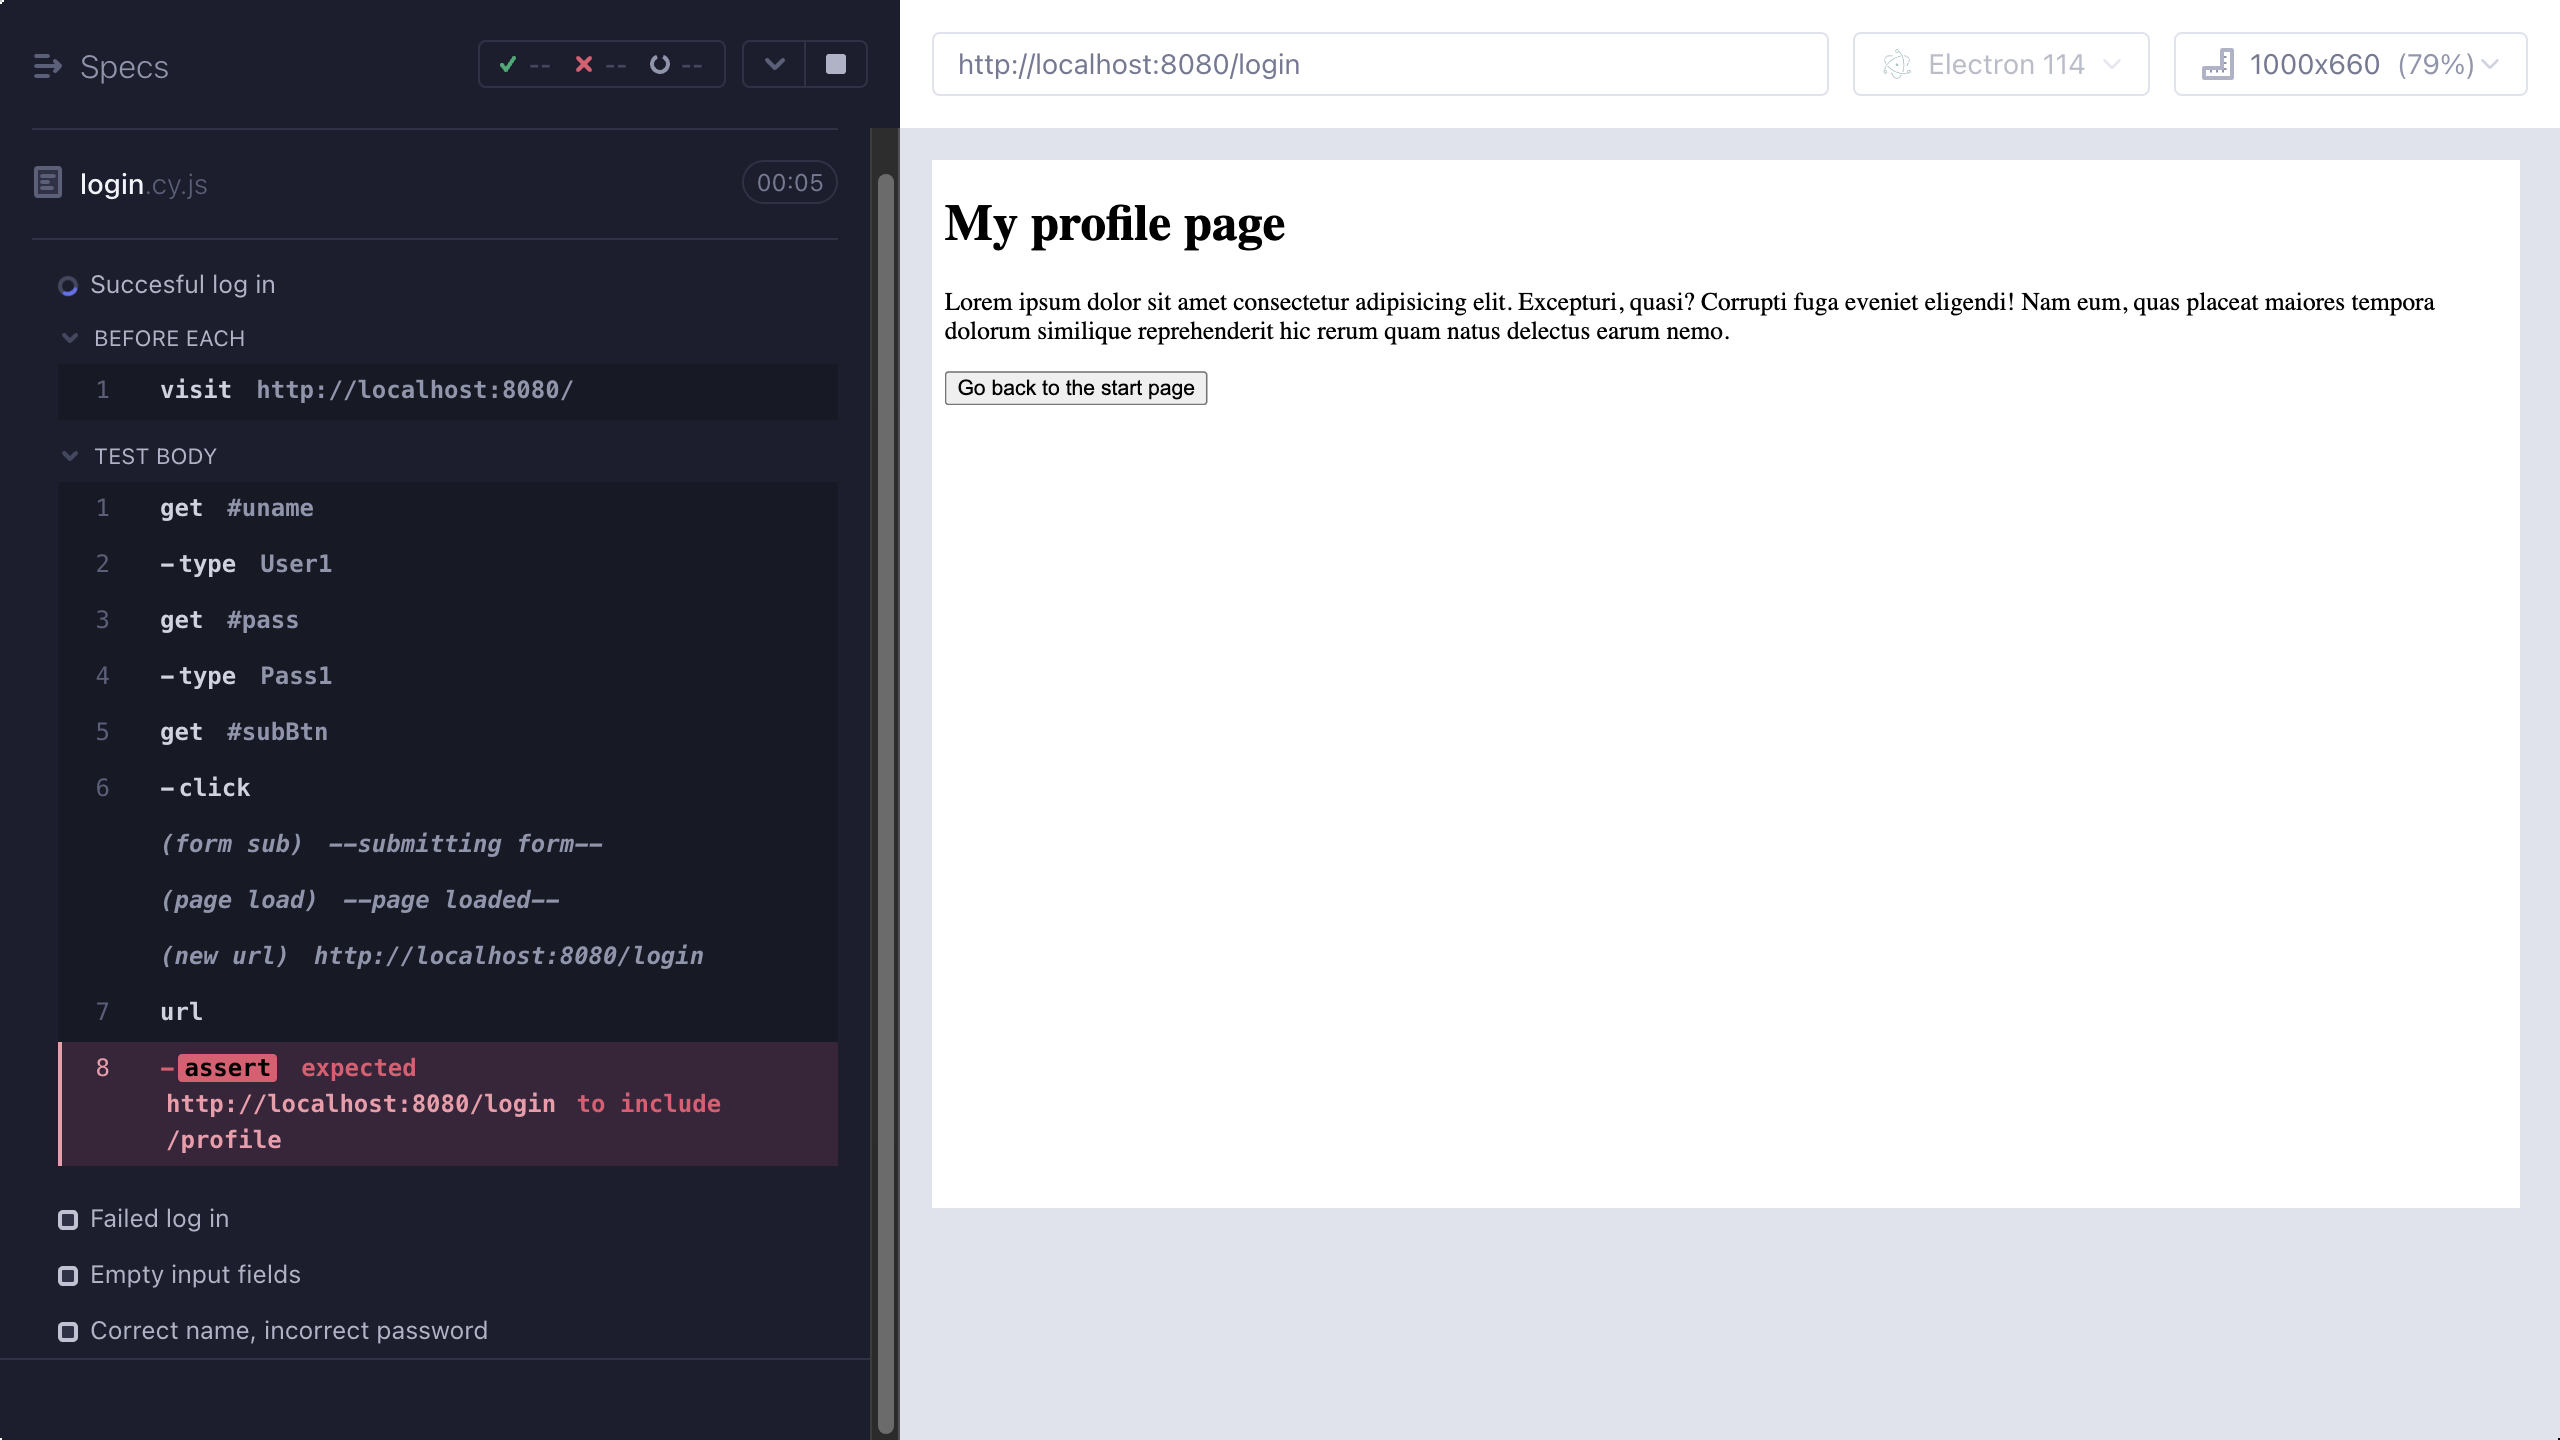 Specs
-- -- --
login.cy.js 00:05
Succesful log in
BEFORE EACH
1 visit http://localhost:8080/
TEST BODY
1 get #uname
2 -type User1
3 get #pass
4 -type Pass1
5 get #subBtn
6 -click
(form sub) --submitting form--
(page load) --page loaded--
(new url) http://localhost:8080/login
7 url
8 -assert expected
http://localhost:8080/login to include
/profile
Failed log in
Empty input fields
Correct name, incorrect password
http://localhost:8080/login Electron 114 1000x660 (79%)
My profile page
Lorem ipsum dolor sit amet consectetur adipisicing elit. Excepturi, quasi? Corrupti fuga eveniet eligendi! Nam eum, quas placeat maiores tempora
dolorum similique reprehenderit hic rerum quam natus delectus earum nemo.
Go back to the start page